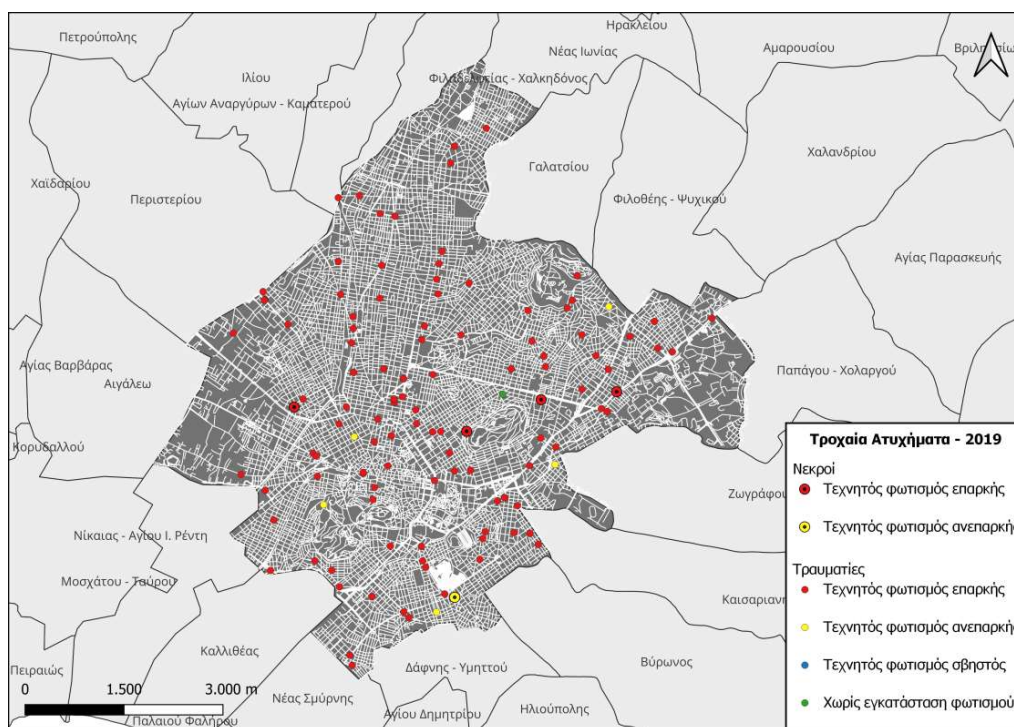 Ηρακλείου
Πετρούπολης
Νέας Ιωνίας
Αμαρουσίου
Ιλίου
Φιλαδελφείας - Χαλκηδόνος
Αγίων Αναργύρων - Καματερού
Χαλανδρίου
Γαλατσίου
Χαϊδαρίου
Περιστερίου
Φιλοθέης - Ψυχικού
Αγίας Παρασκευής
Αγίας Βαρβάρας
Αιγάλεω
Παπάγου - Χολαργού
Κορυδαλλού
Τροχαία Ατυχήματα - 2019
Νεκροί
Τεχνητός φωτισμός επαρκής
Ζωγράφου
Τεχνητός φωτισμός ανεπαρκής
Νίκαιας - Αγίου Ι. Ρέντη
Μοσχάτου - Ταύρου
Τραυματίες
Τεχνητός φωτισμός επαρκής
Καισαριανή
Τεχνητός φωτισμός ανεπαρκής
Καλλιθέας
Βύρωνος
Πειραιώς
Δάφνης - Υμηττού
Τεχνητός φωτισμός σβηστός
0 1.500 3.000 m
Νέας Σμύρνης
Ηλιούπολης
Χωρίς εγκατάσταση φωτισμού
Παλαιού Φαλήρου
Αγίου Δημητρίου